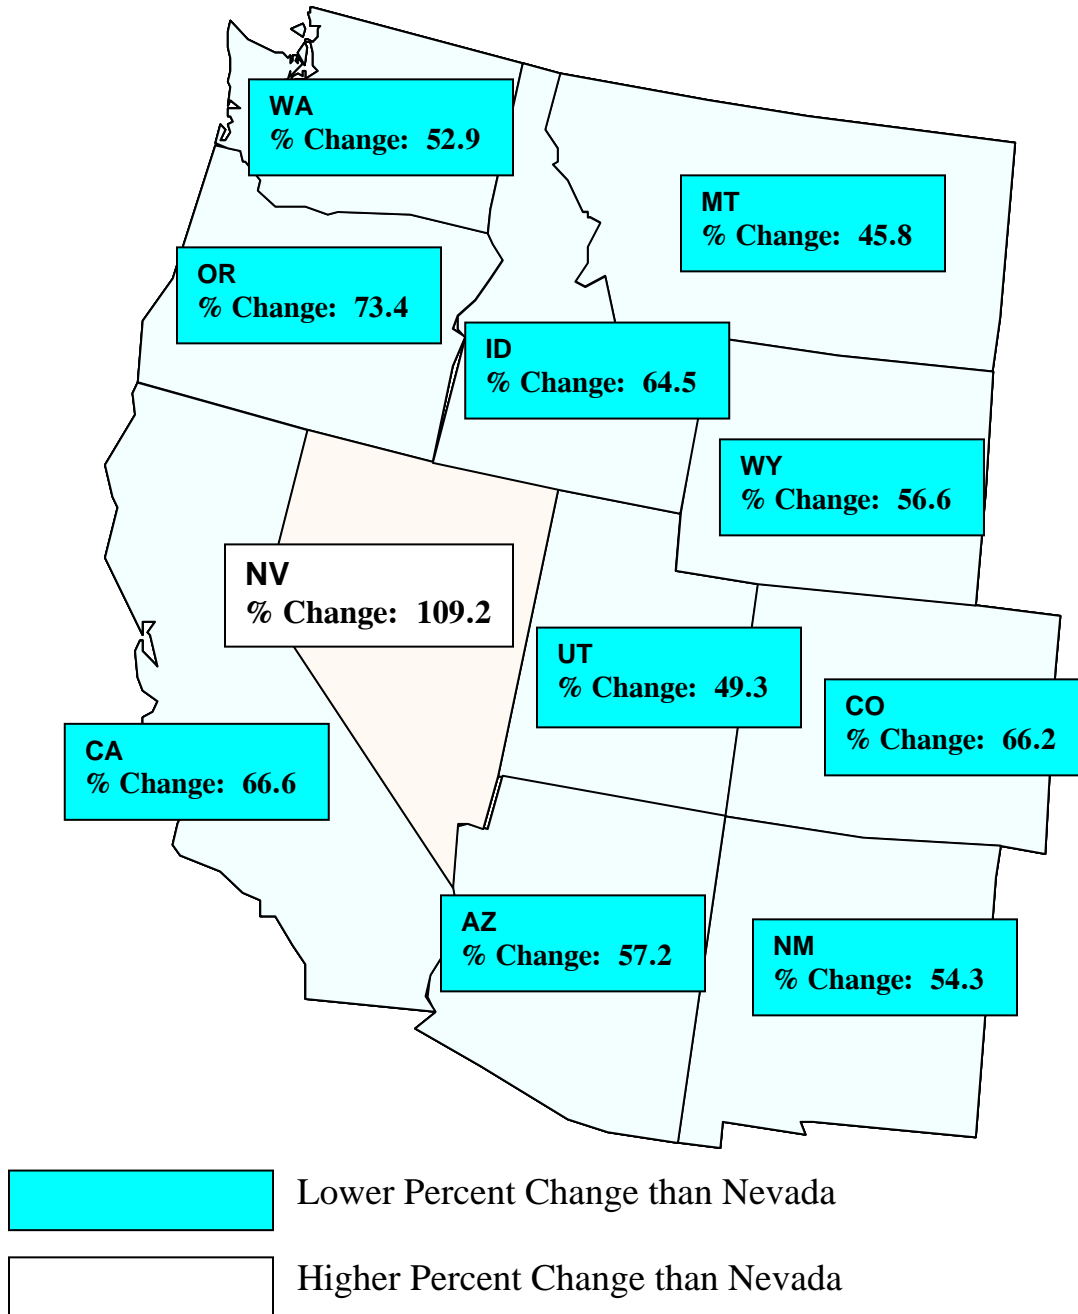 WA
% Change: 52.9
MT
% Change: 45.8
OR
% Change: 73.4
ID
% Change: 64.5
WY
% Change: 56.6
NV
% Change: 109.2
UT
% Change: 49.3
CO
% Change: 66.2
CA
% Change: 66.6
AZ
% Change: 57.2
NM
% Change: 54.3
Lower Percent Change than Nevada
Higher Percent Change than Nevada